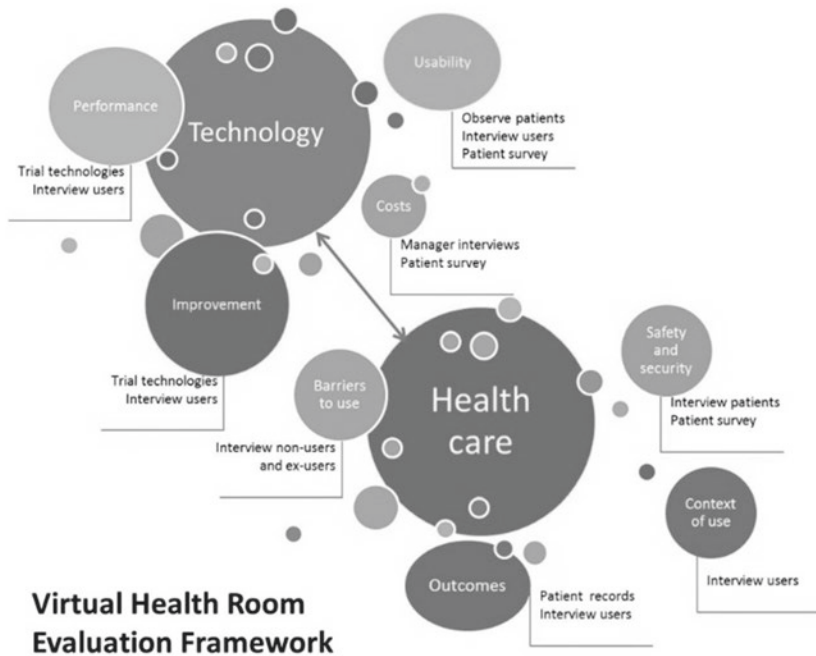 Usability
Observe patients
Interview users
Patient survey
Performance
Technology
Trial technologies
Interview users
Costs
Manager interviews
Patient survey
Improvement
Trial technologies
Interview users
Safety
and
security
Interview patients
Patient survey
Barriers
to use
Interview non-users
and ex-users
Health
care
Context
of use
Interview users
Outcomes
Patient records
Interview users
Virtual Health Room
Evaluation Framework